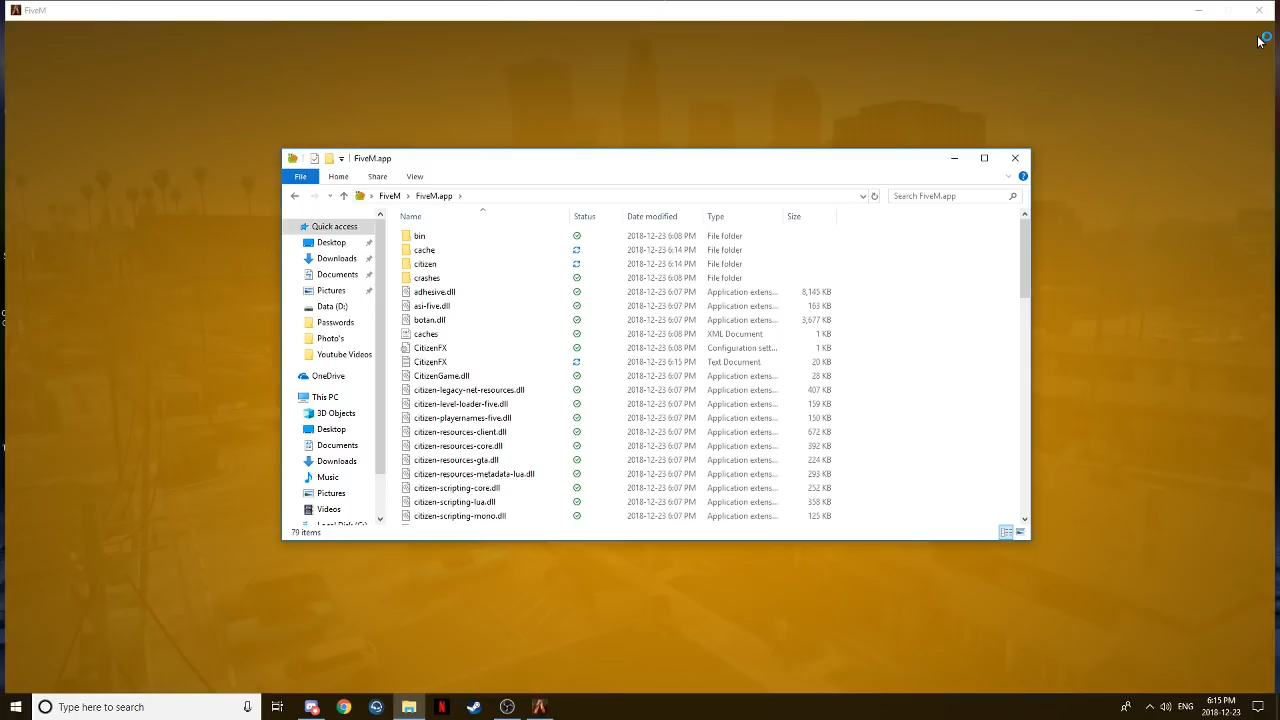 FiveM
FiveM.app
File Home Share View
FiveM FiveM.app Search FiveM.app
Name Status Date modified Type Size
Quick access
Desktop
Downloads
Documents
Pictures
Data (D:)
Passwords
Photo's
Youtube Videos
OneDrive
This PC
3D Objects
Desktop
Documents
Downloads
Music
Pictures
Videos
Local Disk (C:)
bin 2018-12-23 6:08 PM File folder
cache 2018-12-23 6:14 PM File folder
citizen 2018-12-23 6:14 PM File folder
crashes 2018-12-23 6:08 PM File folder
adhesive.dll 2018-12-23 6:07 PM Application extens... 8,145 KB
asi-five.dll 2018-12-23 6:07 PM Application extens... 163 KB
botan.dll 2018-12-23 6:07 PM Application extens... 3,677 KB
caches 2018-12-23 6:08 PM XML Document 1 KB
CitizenFX 2018-12-23 6:08 PM Configuration sett... 1 KB
CitizenFX 2018-12-23 6:15 PM Text Document 20 KB
CitizenGame.dll 2018-12-23 6:07 PM Application extens... 28 KB
citizen-legacy-net-resources.dll 2018-12-23 6:07 PM Application extens... 407 KB
citizen-level-loader-five.dll 2018-12-23 6:07 PM Application extens... 159 KB
citizen-playernames-five.dll 2018-12-23 6:07 PM Application extens... 150 KB
citizen-resources-client.dll 2018-12-23 6:07 PM Application extens... 672 KB
citizen-resources-core.dll 2018-12-23 6:07 PM Application extens... 392 KB
citizen-resources-gta.dll 2018-12-23 6:07 PM Application extens... 224 KB
citizen-resources-metadata-lua.dll 2018-12-23 6:07 PM Application extens... 293 KB
citizen-scripting-core.dll 2018-12-23 6:07 PM Application extens... 252 KB
citizen-scripting-lua.dll 2018-12-23 6:07 PM Application extens... 358 KB
citizen-scripting-mono.dll 2018-12-23 6:07 PM Application extens... 125 KB
79 items
Type here to search
ENG
6:15 PM
2018-12-23